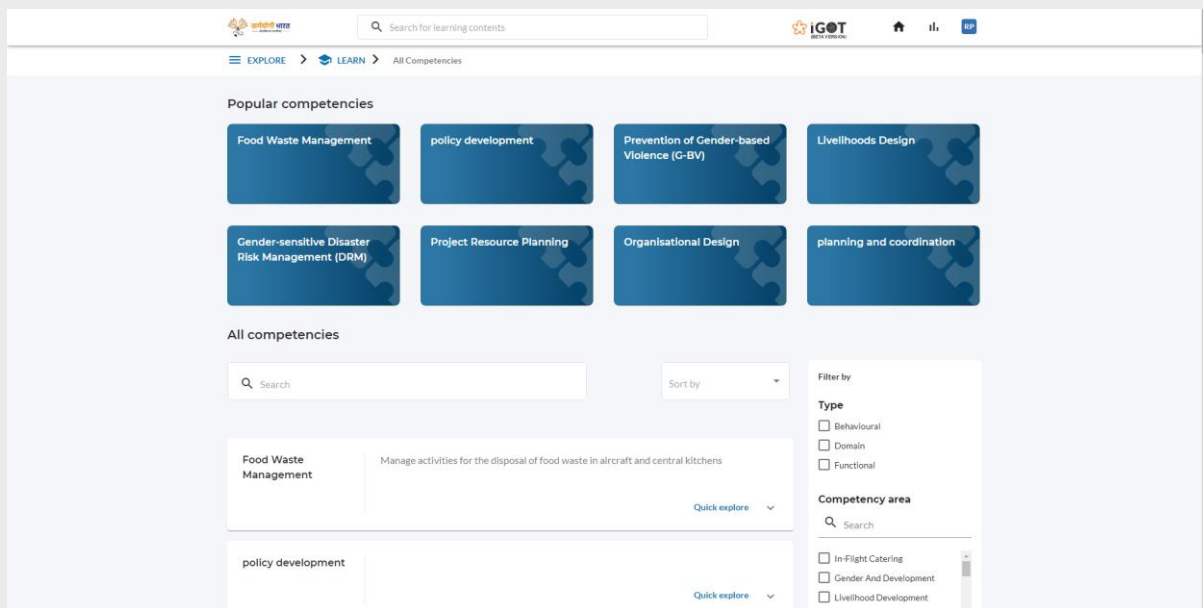 कर्मयोगी भारत
Search for learning contents
iGOT
(BETA VERSION)
RP
EXPLORE
LEARN
All Competencies
Popular competencies
Food Waste Management
policy development
Prevention of Gender-based
Violence (G-BV)
Livelihoods Design
Gender-sensitive Disaster
Risk Management (DRM)
Project Resource Planning
Organisational Design
planning and coordination
All competencies
Search
Sort by
Food Waste
Management
Manage activities for the disposal of food waste in aircraft and central kitchens
Quick explore
policy development
Quick explore
Filter by
Type
Behavioural
Domain
Functional
Competency area
Search
In-Flight Catering
Gender And Development
Livelihood Development